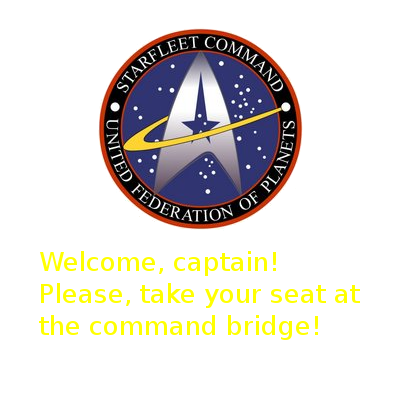 STARFLEET COMMAND
UNITED FEDERATION OF PLANETS
Welcome, captain!
Please, take your seat at
the command bridge!